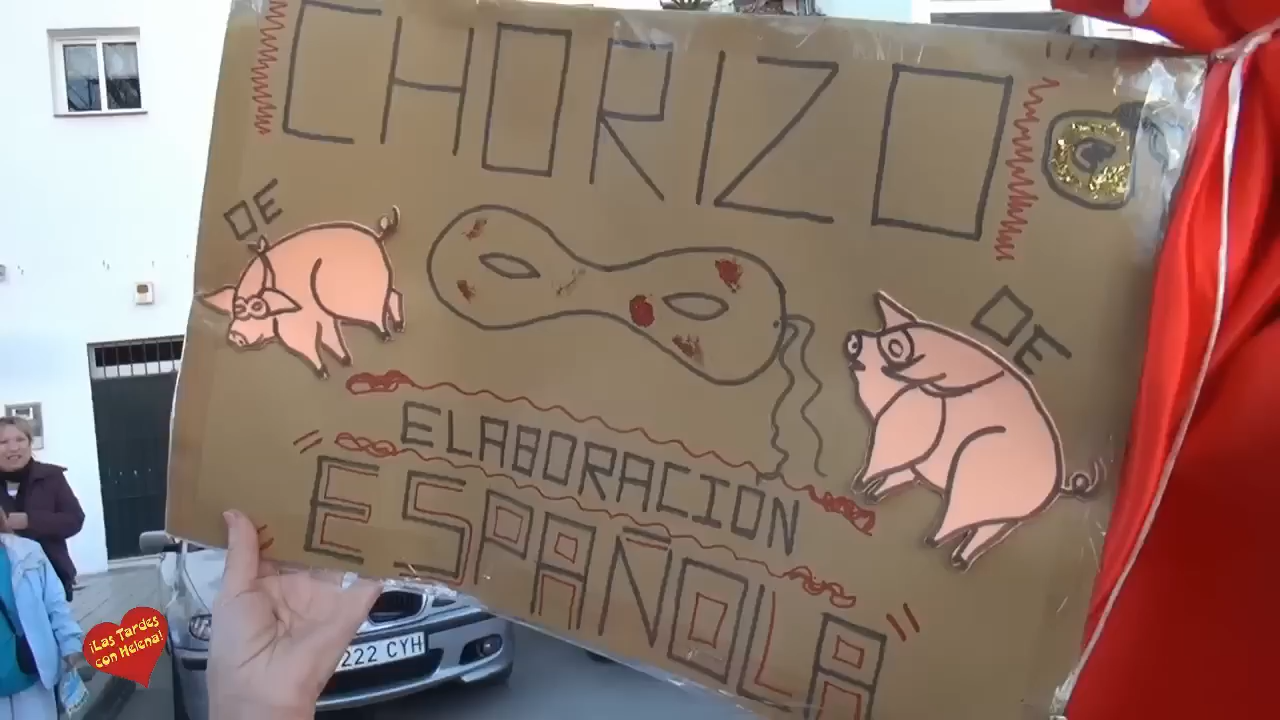 CHORIZO
DE
DE
ELABORACION
ESPAÑOLA
222 CYH
¡Las Tardes
con Helena!